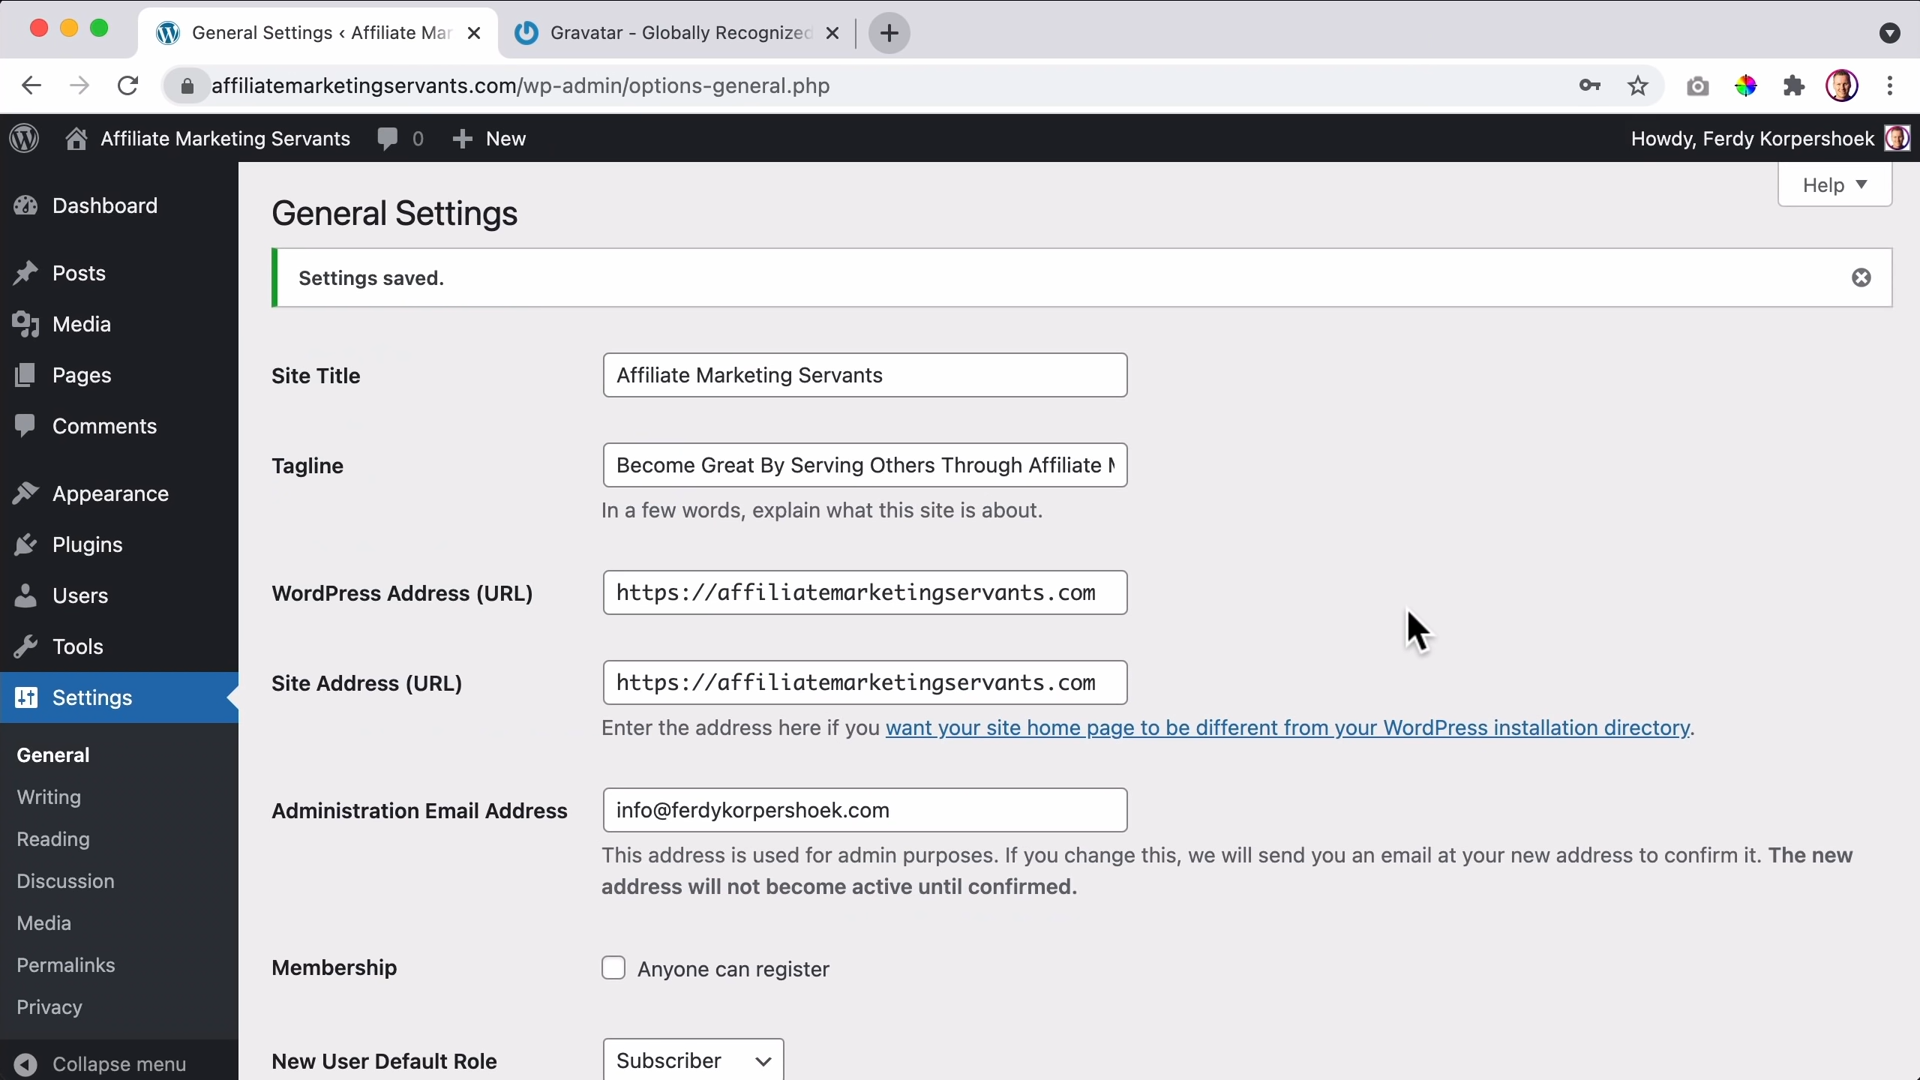 General Settings ‹ Affiliate Mar
Gravatar - Globally Recognized
affiliatemarketingservants.com/wp-admin/options-general.php
Affiliate Marketing Servants
0
New
Howdy, Ferdy Korpershoek
Help
Dashboard
Posts
Media
Pages
Comments
Appearance
Plugins
Users
Tools
Settings
General
Writing
Reading
Discussion
Media
Permalinks
Privacy
Collapse menu
General Settings
Settings saved.
Site Title
Affiliate Marketing Servants
Tagline
Become Great By Serving Others Through Affiliate
In a few words, explain what this site is about.
WordPress Address (URL)
https://affiliatemarketingservants.com
Site Address (URL)
https://affiliatemarketingservants.com
Enter the address here if you want your site home page to be different from your WordPress installation directory.
Administration Email Address
info@ferdykorpershoek.com
This address is used for admin purposes. If you change this, we will send you an email at your new address to confirm it. The new
address will not become active until confirmed.
Membership
Anyone can register
New User Default Role
Subscriber